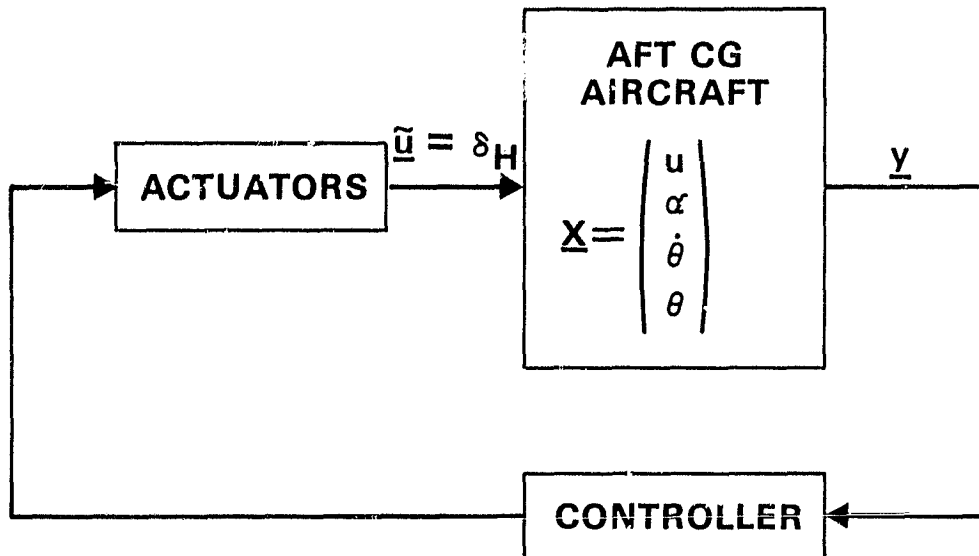 AFT CG
AIRCRAFT
ũ = δH
ACTUATORS
y
X = ( u
α
θ̇
θ )
CONTROLLER